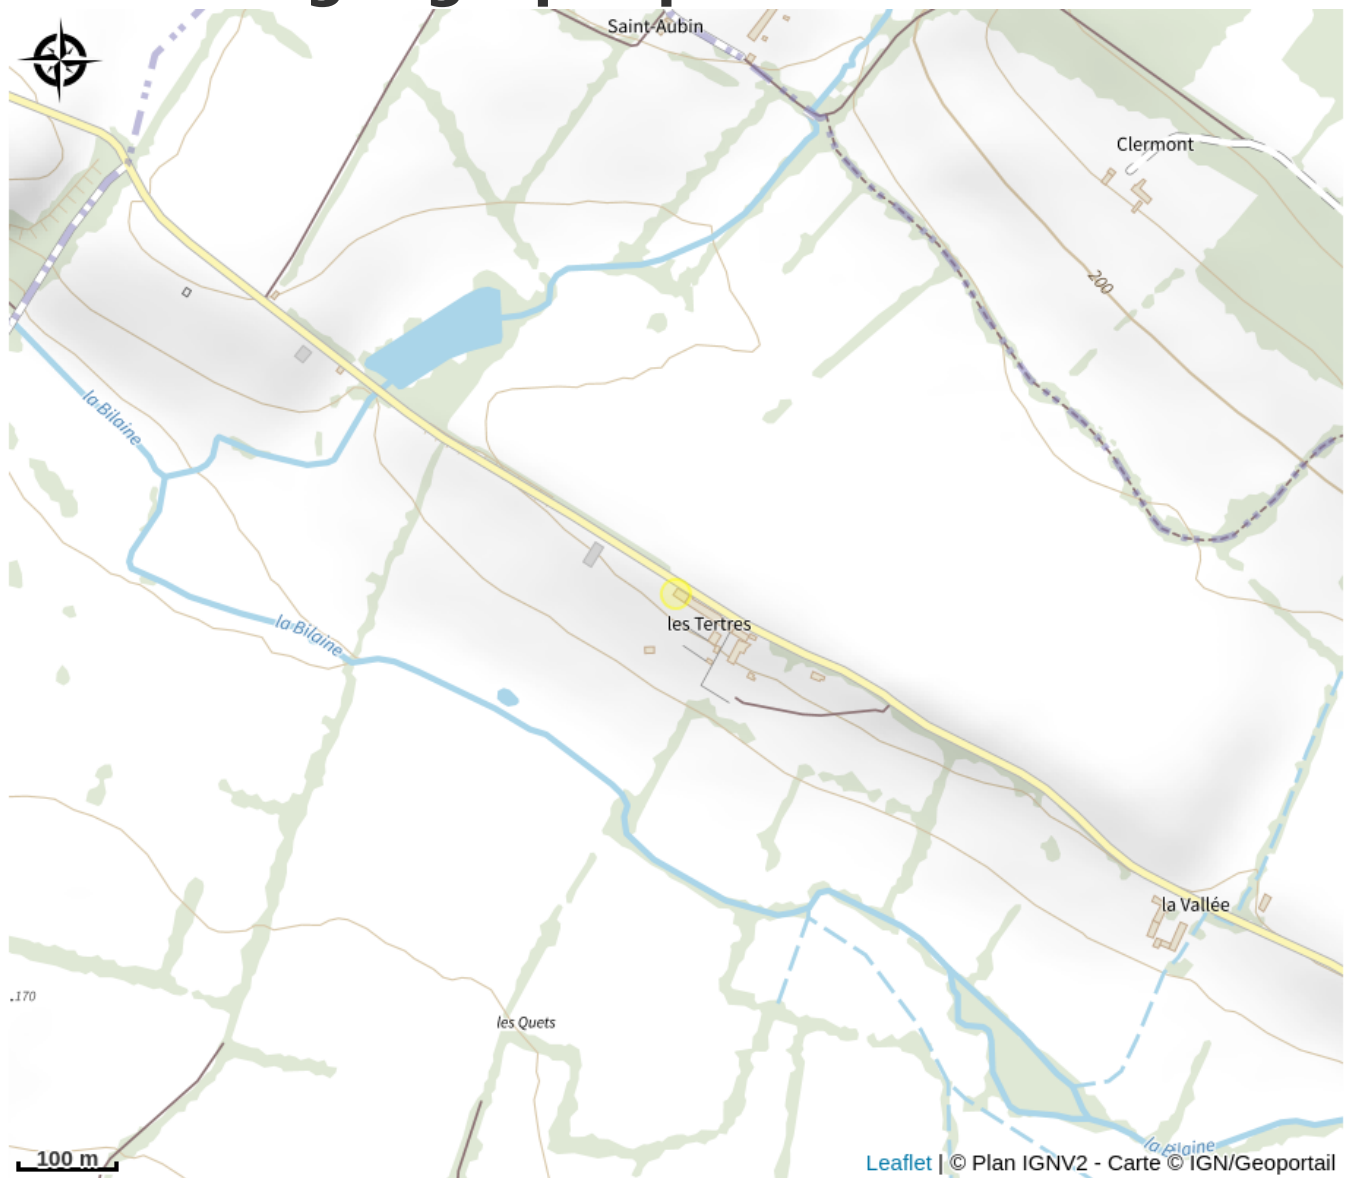 Saint-Aubin
Clermont
200
la Bilaine
la Bilaine
les Tertres
la Vallée
.170
les Quets
la Bilaine
100 m
Leaflet | © Plan IGNV2 - Carte © IGN/Geoportail